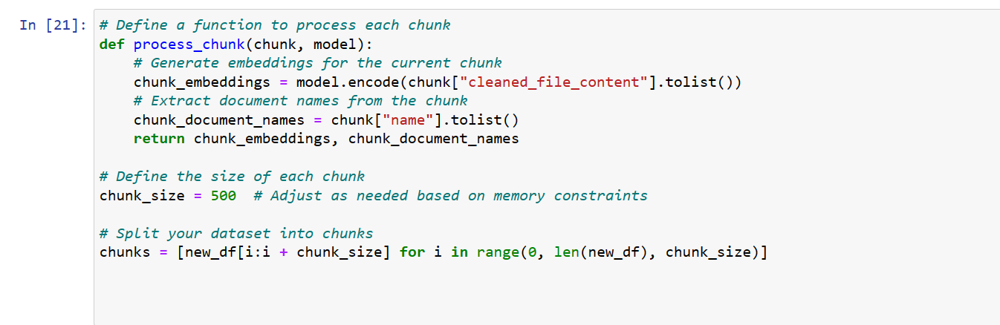 In [21]: # Define a function to process each chunk
def process_chunk(chunk, model):
    # Generate embeddings for the current chunk
    chunk_embeddings = model.encode(chunk["cleaned_file_content"].tolist())
    # Extract document names from the chunk
    chunk_document_names = chunk["name"].tolist()
    return chunk_embeddings, chunk_document_names

# Define the size of each chunk
chunk_size = 500  # Adjust as needed based on memory constraints

# Split your dataset into chunks
chunks = [new_df[i:i + chunk_size] for i in range(0, len(new_df), chunk_size)]